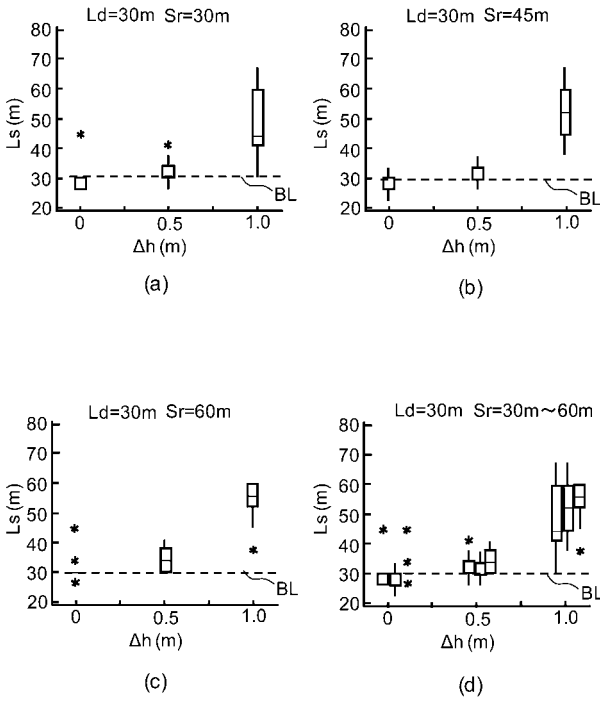 Ld=30m Sr=30m
80
70
60
50
40
30
20
Ls (m)
BL
0 0.5 1.0
Δh (m)
(a)
Ld=30m Sr=45m
80
70
60
50
40
30
20
Ls (m)
BL
0 0.5 1.0
Δh (m)
(b)
Ld=30m Sr=60m
80
70
60
50
40
30
20
Ls (m)
BL
0 0.5 1.0
Δh (m)
(c)
Ld=30m Sr=30m～60m
80
70
60
50
40
30
20
Ls (m)
BL
0 0.5 1.0
Δh (m)
(d)